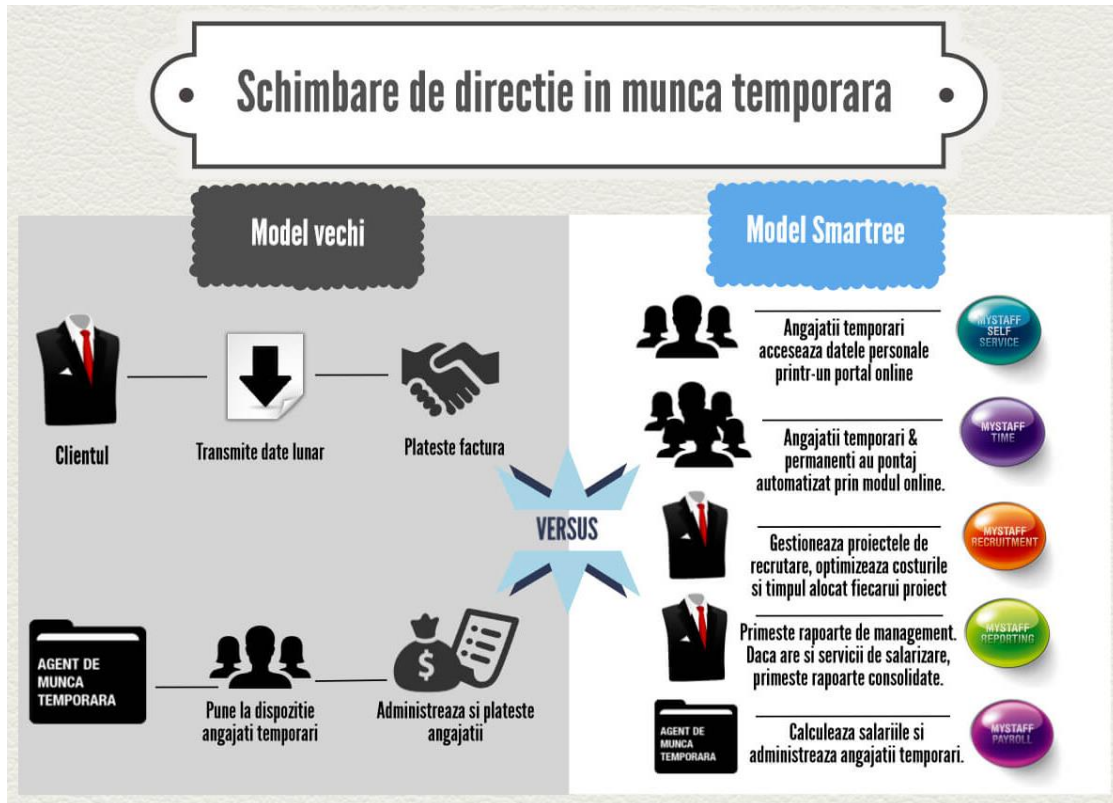 Schimbare de directie in munca temporara
Model vechi
Clientul
Transmite date lunar
Plateste factura
AGENT DE
MUNCA
TEMPORARA
Pune la dispozitie
angajati temporari
Administreaza si plateste
angajatii
VERSUS
Model Smartree
Angajatii temporari
acceseaza datele personale
printr-un portal online
MYSTAFF
SELF
SERVICE
Angajatii temporari &
permanenti au pontaj
automatizat prin modul online.
MYSTAFF
TIME
Gestioneaza proiectele de
recrutare, optimizeaza costurile
si timpul alocat fiecarui proiect
MYSTAFF
RECRUITMENT
Primeste rapoarte de management.
Daca are si servicii de salarizare,
primeste rapoarte consolidate.
MYSTAFF
REPORTING
AGENT DE
MUNCA
TEMPORARA
Calculeaza salariile si
administreaza angajatii temporari.
MYSTAFF
PAYROLL